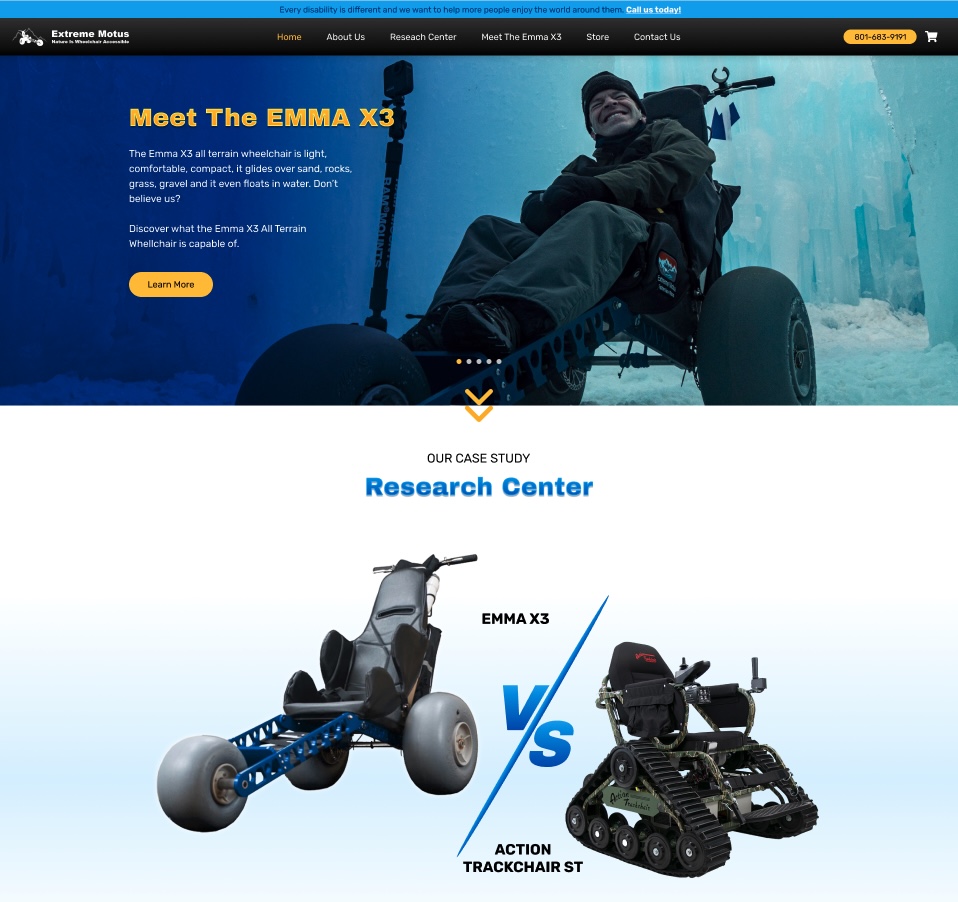 Every disability is different and we want to help more people enjoy the world around them. Call us today!
Extreme Motus
Nature Is Wheelchair Accessible
Home
About Us
Reseach Center
Meet The Emma X3
Store
Contact Us
801-683-9191
Meet The EMMA X3
The Emma X3 all terrain wheelchair is light,
comfortable, compact, it glides over sand, rocks,
grass, gravel and it even floats in water. Don't
believe us?
Discover what the Emma X3 All Terrain
Whellchair is capable of.
Learn More
RAM MOUNTS
Extreme Motus
OUR CASE STUDY
Research Center
EMMA X3
VS
Action
Trackchair
ACTION
TRACKCHAIR ST